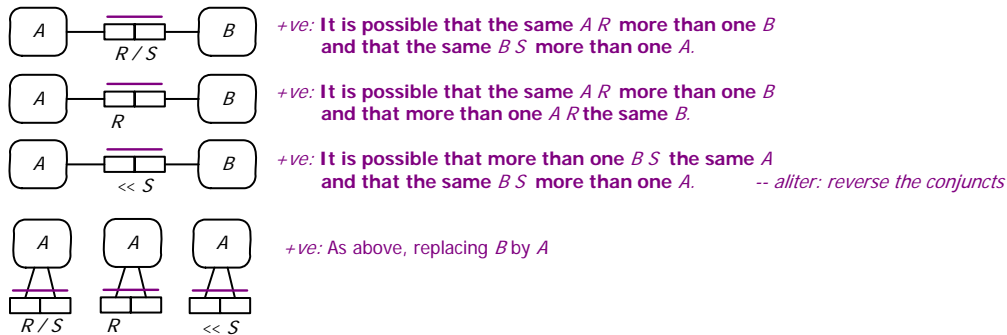 A B +ve: It is possible that the same A R more than one B
R / S and that the same B S more than one A.
A B +ve: It is possible that the same A R more than one B
R and that more than one A R the same B.
A B +ve: It is possible that more than one B S the same A
<< S and that the same B S more than one A. -- aliter: reverse the conjuncts
A A A +ve: As above, replacing B by A
R / S R << S